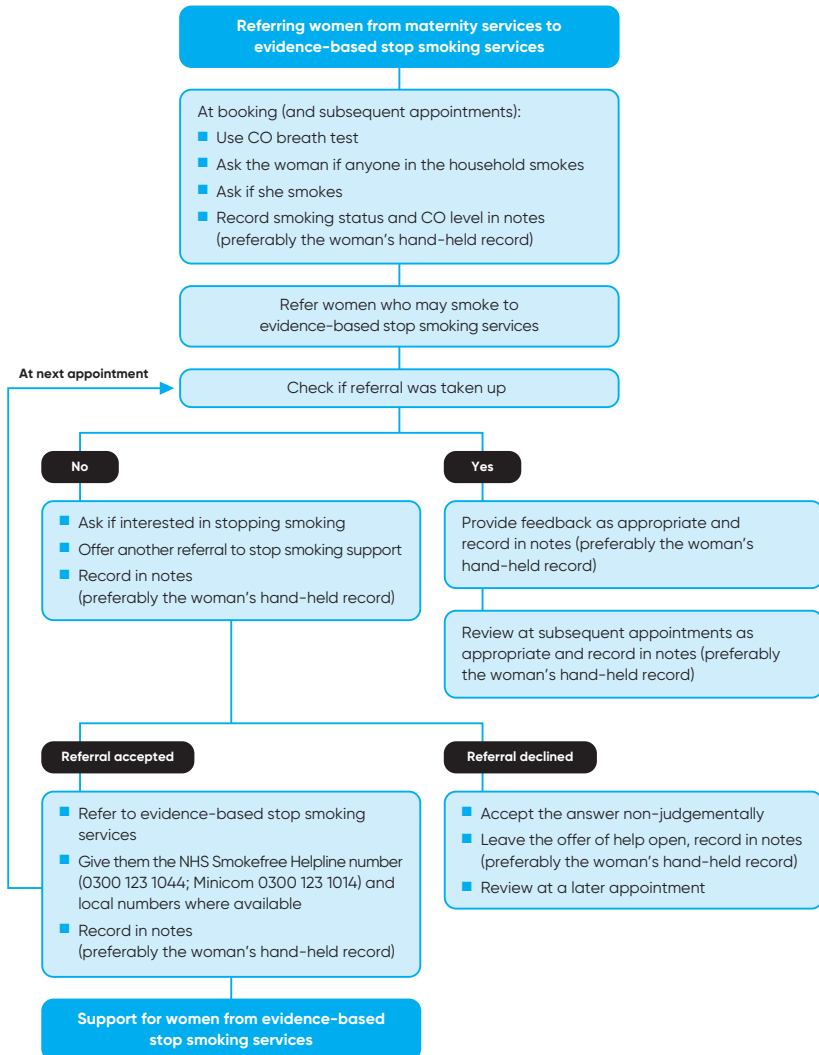 Referring women from maternity services to
evidence-based stop smoking services
At booking (and subsequent appointments):
Use CO breath test
Ask the woman if anyone in the household smokes
Ask if she smokes
Record smoking status and CO level in notes
(preferably the woman's hand-held record)
Refer women who may smoke to
evidence-based stop smoking services
At next appointment
Check if referral was taken up
No
Ask if interested in stopping smoking
Offer another referral to stop smoking support
Record in notes
(preferably the woman's hand-held record)
Yes
Provide feedback as appropriate and
record in notes (preferably the woman's
hand-held record)
Review at subsequent appointments as
appropriate and record in notes (preferably
the woman's hand-held record)
Referral accepted
Refer to evidence-based stop smoking
services
Give them the NHS Smokefree Helpline number
(0300 123 1044; Minicom 0300 123 1014) and
local numbers where available
Record in notes
(preferably the woman's hand-held record)
Referral declined
Accept the answer non-judgementally
Leave the offer of help open, record in notes
(preferably the woman's hand-held record)
Review at a later appointment
Support for women from evidence-based
stop smoking services